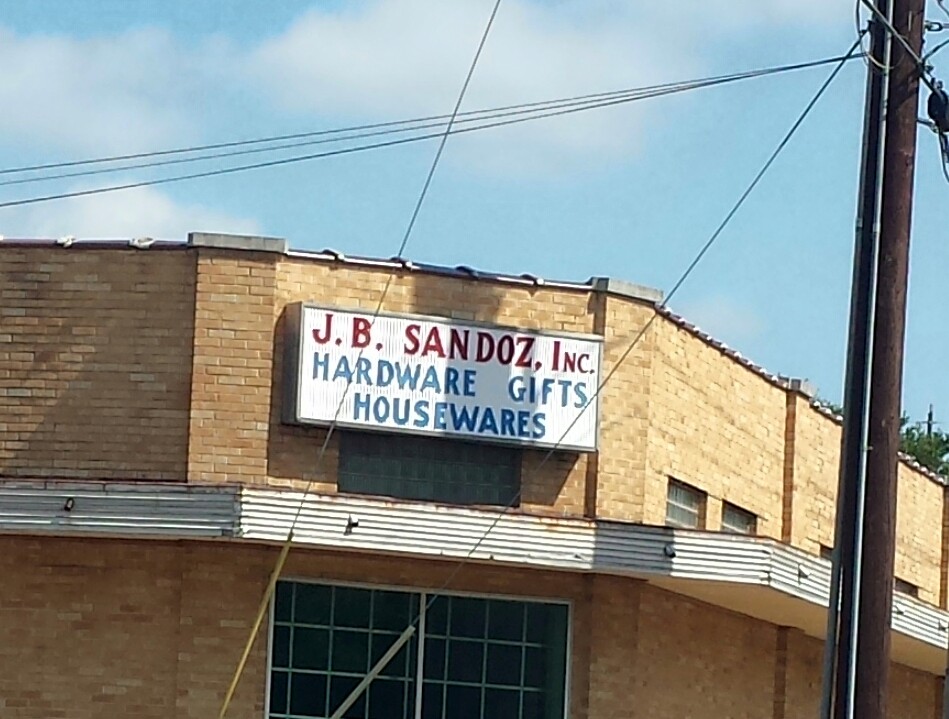 J.B. SANDOZ, INC.
HARDWARE GIFTS
HOUSEWARES